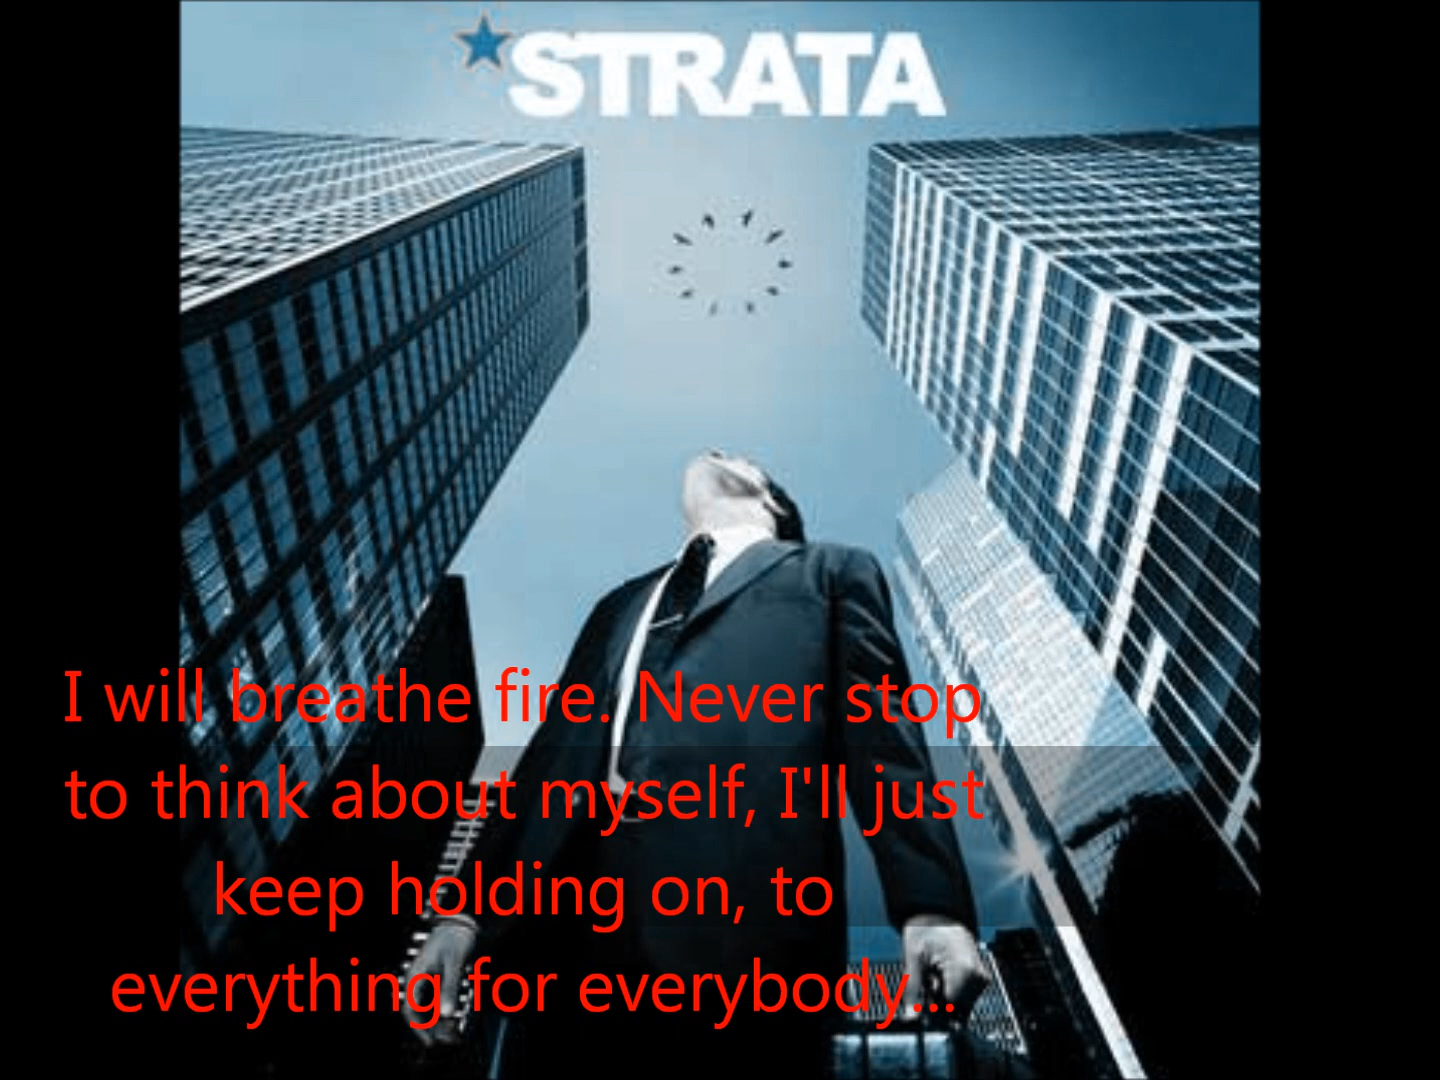 STRATA
I will breathe fire. Never stop
to think about myself, I'll just
keep holding on, to
everything for everybody...